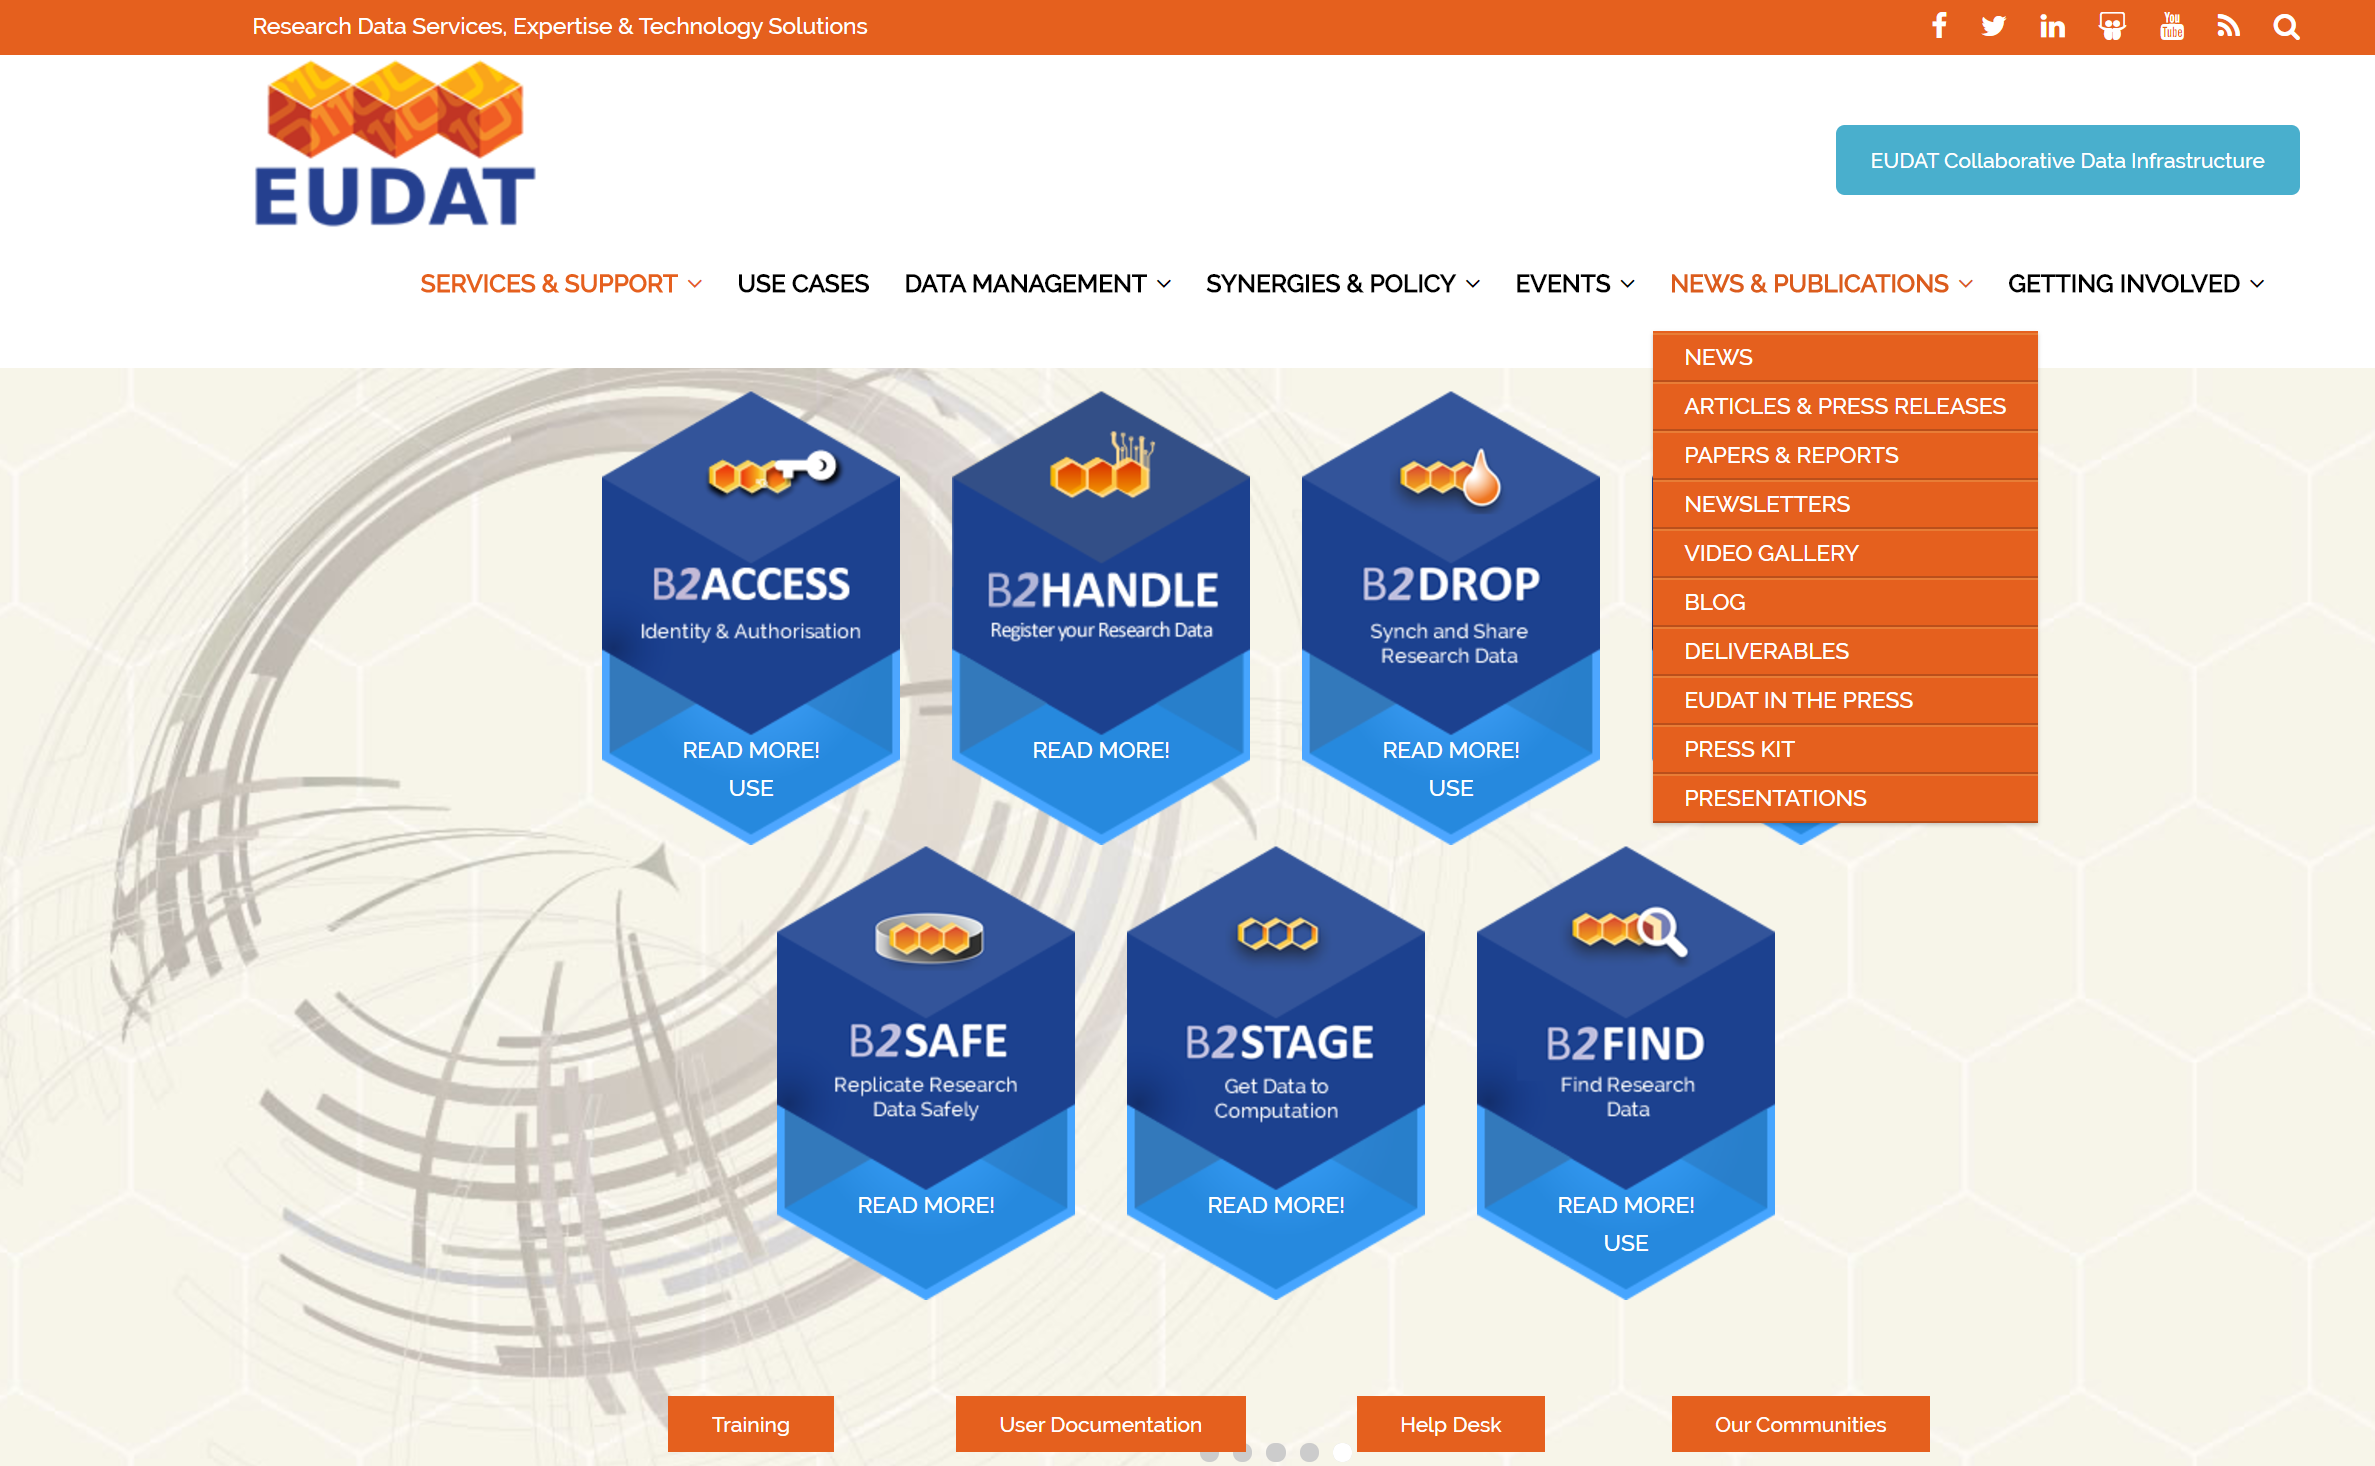 Research Data Services, Expertise & Technology Solutions
You
Tube
EUDAT
EUDAT Collaborative Data Infrastructure
SERVICES & SUPPORT
USE CASES
DATA MANAGEMENT
SYNERGIES & POLICY
EVENTS
NEWS & PUBLICATIONS
GETTING INVOLVED
NEWS
ARTICLES & PRESS RELEASES
PAPERS & REPORTS
NEWSLETTERS
VIDEO GALLERY
BLOG
DELIVERABLES
EUDAT IN THE PRESS
PRESS KIT
PRESENTATIONS
B2ACCESS
Identity & Authorisation
READ MORE!
USE
B2HANDLE
Register your Research Data
READ MORE!
B2DROP
Synch and Share
Research Data
READ MORE!
USE
B2SAFE
Replicate Research
Data Safely
READ MORE!
B2STAGE
Get Data to
Computation
READ MORE!
B2FIND
Find Research
Data
READ MORE!
USE
Training
User Documentation
Help Desk
Our Communities